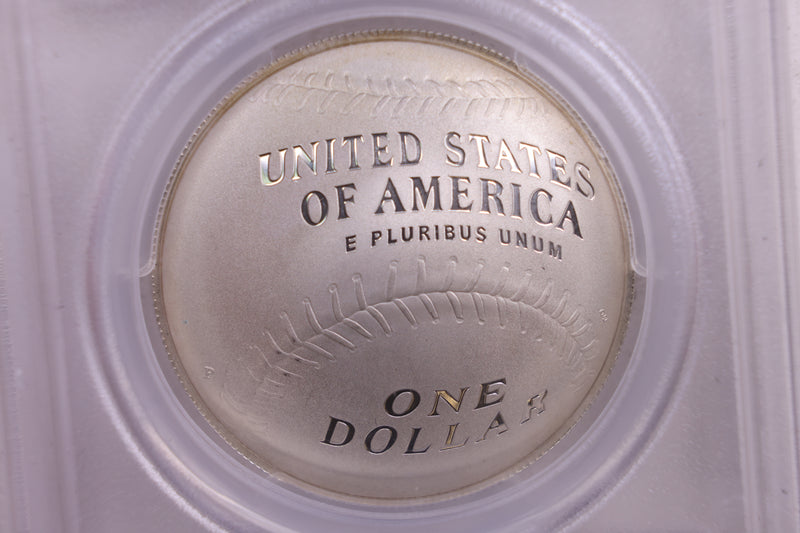 UNITED STATES
OF AMERICA
E PLURIBUS UNUM
P
ONE
DOLLAR